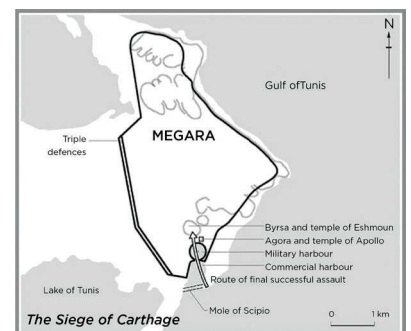 N
Gulf ofTunis
MEGARA
Triple
defences
Byrsa and temple of Eshmoun
Agora and temple of Apollo
Military harbour
Commercial harbour
Route of final successful assault
Lake of Tunis
Mole of Scipio
The Siege of Carthage
0 1 km